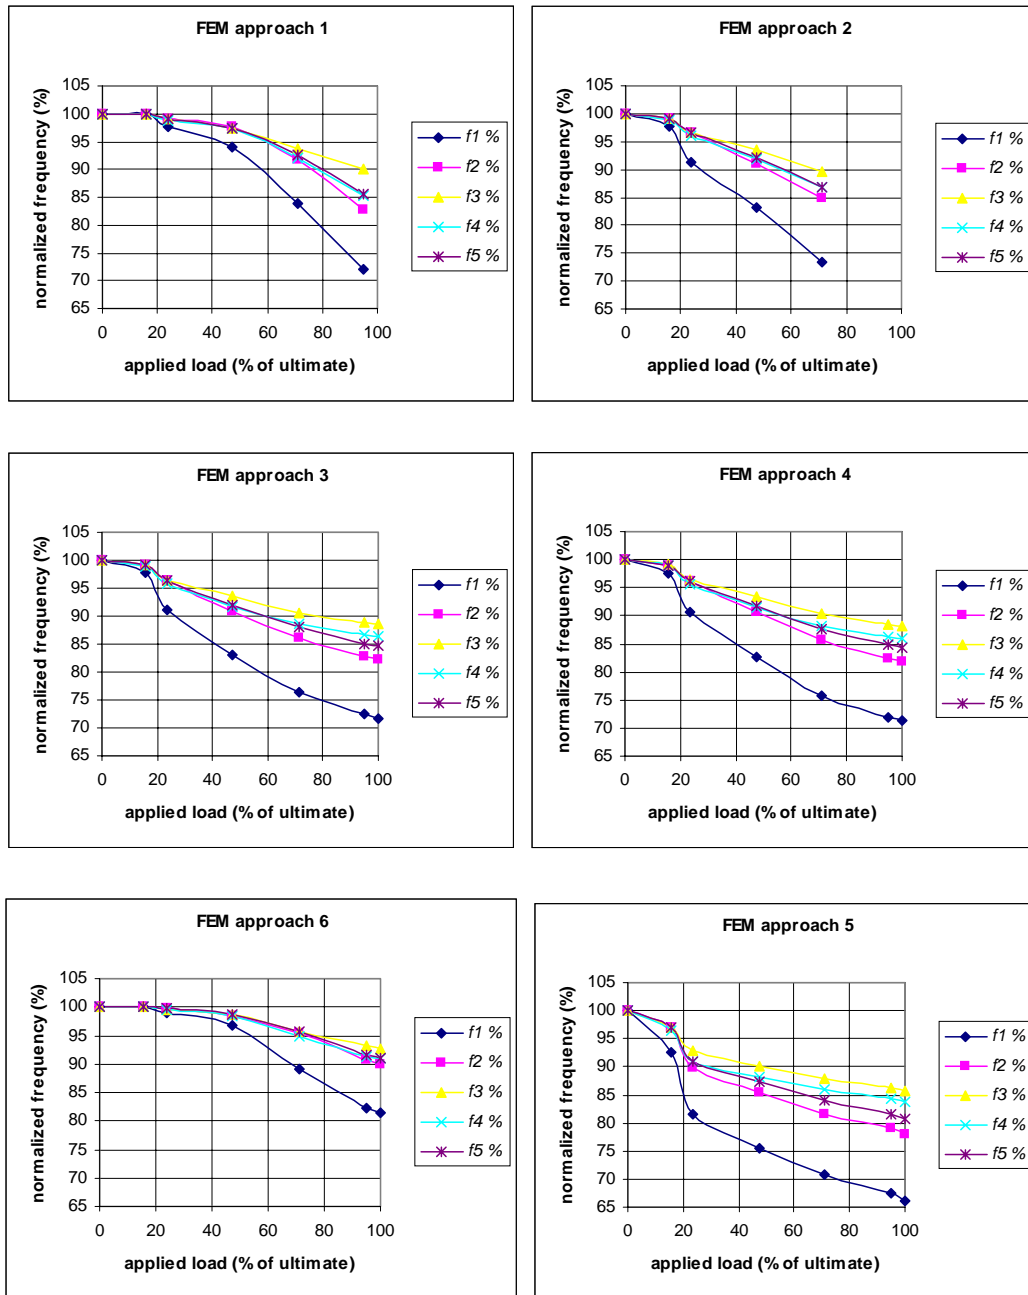 FEM approach 1
normalized frequency (%)
105
100
95
90
85
80
75
70
65
0 20 40 60 80 100
applied load (% of ultimate)
f1 %
f2 %
f3 %
f4 %
f5 %
FEM approach 2
normalized frequency (%)
105
100
95
90
85
80
75
70
65
0 20 40 60 80 100
applied load (% of ultimate)
f1 %
f2 %
f3 %
f4 %
f5 %
FEM approach 3
normalized frequency (%)
105
100
95
90
85
80
75
70
65
0 20 40 60 80 100
applied load (% of ultimate)
f1 %
f2 %
f3 %
f4 %
f5 %
FEM approach 4
normalized frequency (%)
105
100
95
90
85
80
75
70
65
0 20 40 60 80 100
applied load (% of ultimate)
f1 %
f2 %
f3 %
f4 %
f5 %
FEM approach 6
normalized frequency (%)
105
100
95
90
85
80
75
70
65
0 20 40 60 80 100
applied load (% of ultimate)
f1 %
f2 %
f3 %
f4 %
f5 %
FEM approach 5
normalized frequency (%)
105
100
95
90
85
80
75
70
65
0 20 40 60 80 100
applied load (% of ultimate)
f1 %
f2 %
f3 %
f4 %
f5 %